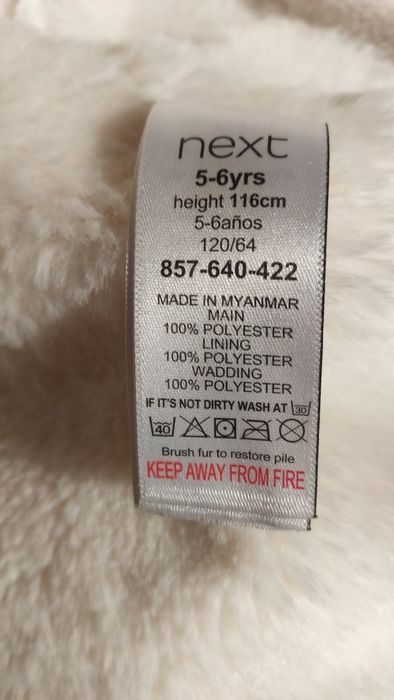 next
5-6yrs
height 116cm
5-6años
120/64
857-640-422
MADE IN MYANMAR
MAIN
100% POLYESTER
LINING
100% POLYESTER
WADDING
100% POLYESTER
IF IT'S NOT DIRTY WASH AT 30
40
Brush fur to restore pile
KEEP AWAY FROM FIRE